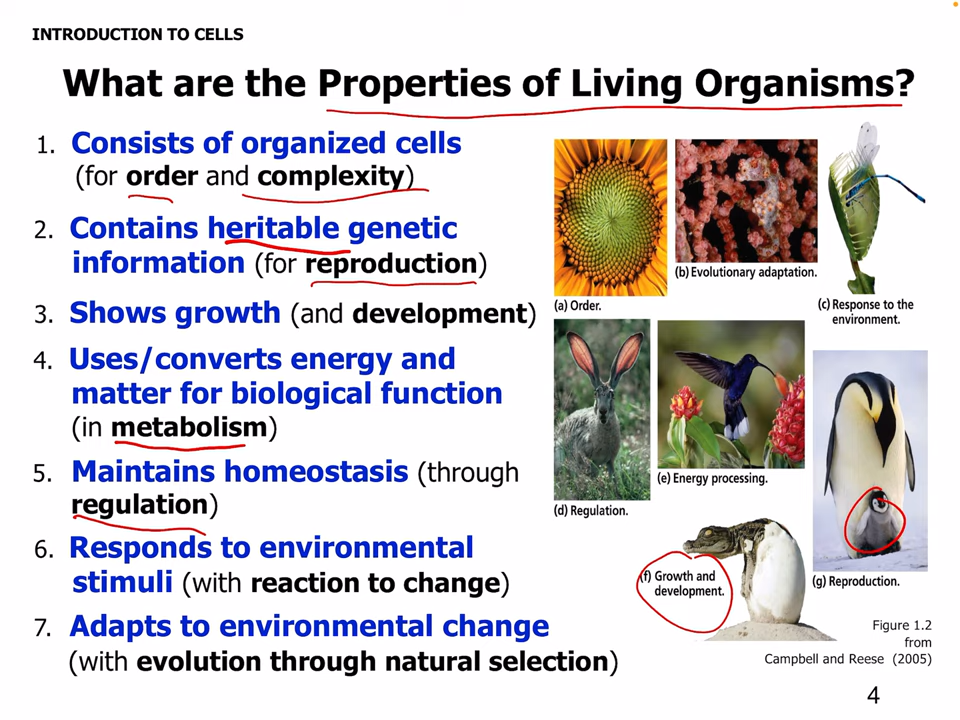 INTRODUCTION TO CELLS
What are the Properties of Living Organisms?
1. Consists of organized cells
(for order and complexity)
2. Contains heritable genetic
information (for reproduction)
3. Shows growth (and development)
4. Uses/converts energy and
matter for biological function
(in metabolism)
5. Maintains homeostasis (through
regulation)
6. Responds to environmental
stimuli (with reaction to change)
7. Adapts to environmental change
(with evolution through natural selection)
(a) Order.
(b) Evolutionary adaptation.
(c) Response to the
environment.
(d) Regulation.
(e) Energy processing.
(f) Growth and
development.
(g) Reproduction.
Figure 1.2
from
Campbell and Reese (2005)
4